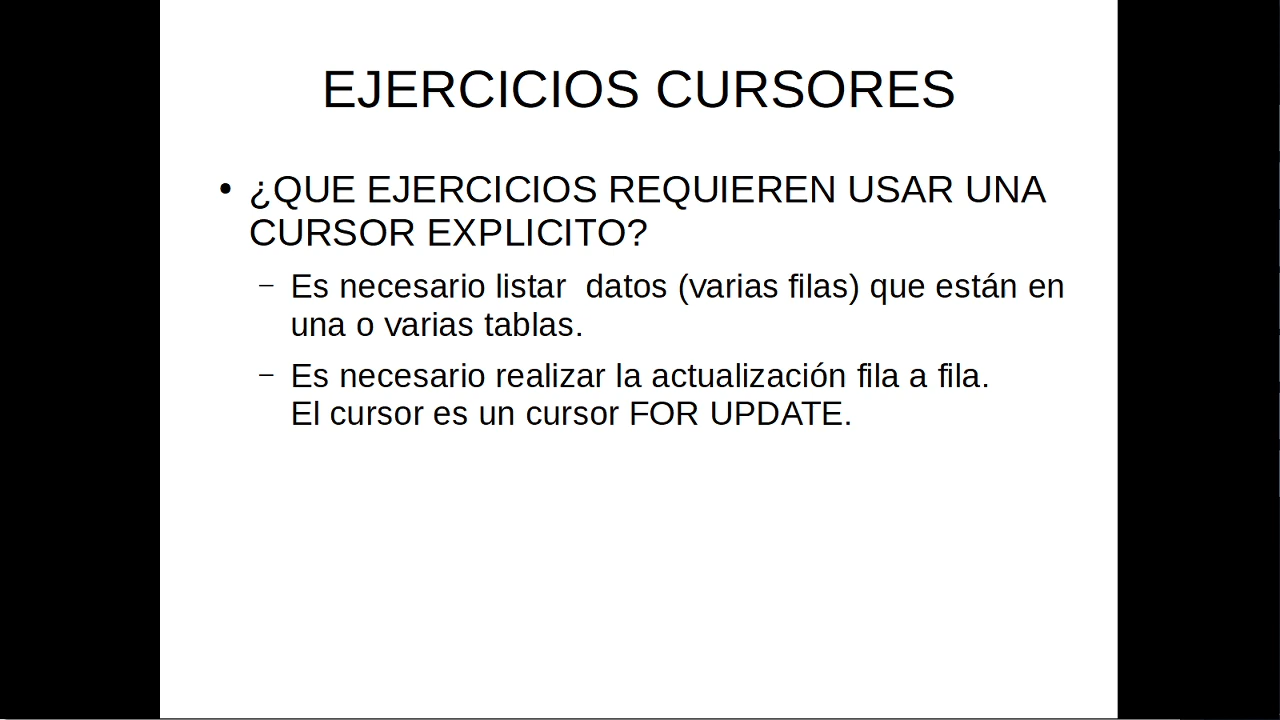 EJERCICIOS CURSORES
• ¿QUE EJERCICIOS REQUIEREN USAR UNA
CURSOR EXPLICITO?
– Es necesario listar  datos (varias filas) que están en
una o varias tablas.
– Es necesario realizar la actualización fila a fila.
El cursor es un cursor FOR UPDATE.